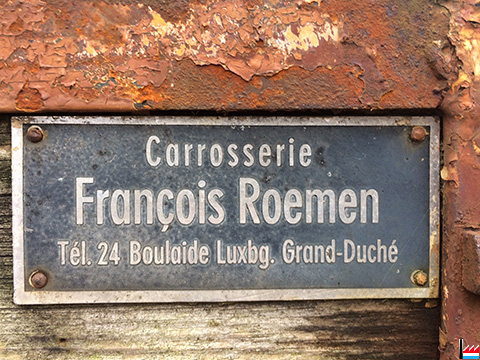 Carrosserie
François Roemen
Tél. 24 Boulaide Luxbg. Grand-Duché